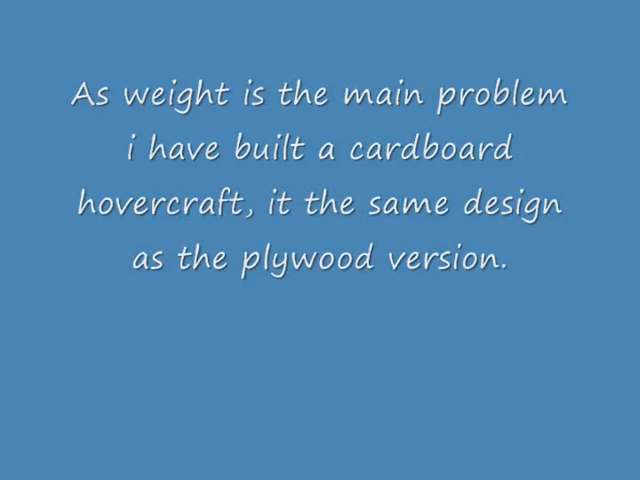 As weight is the main problem
i have built a cardboard
hovercraft, it the same design
as the plywood version.